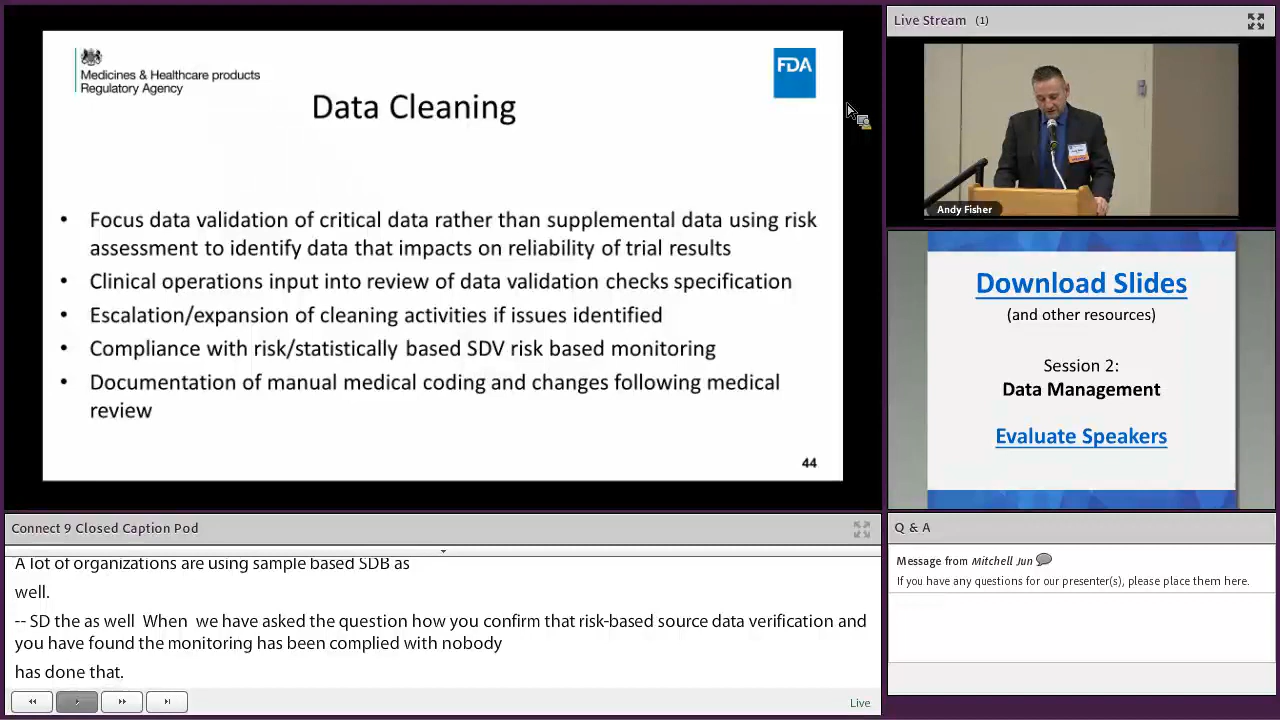 Medicines & Healthcare products
Regulatory Agency
FDA
Data Cleaning
• Focus data validation of critical data rather than supplemental data using risk
assessment to identify data that impacts on reliability of trial results
• Clinical operations input into review of data validation checks specification
• Escalation/expansion of cleaning activities if issues identified
• Compliance with risk/statistically based SDV risk based monitoring
• Documentation of manual medical coding and changes following medical
review
44
Live Stream (1)
Andy Fisher
Download Slides
(and other resources)
Session 2:
Data Management
Evaluate Speakers
Connect 9 Closed Caption Pod
A lot of organizations are using sample based SDB as
well.
-- SD the as well When we have asked the question how you confirm that risk-based source data verification and
you have found the monitoring has been complied with nobody
has done that.
Live
Q & A
Message from Mitchell Jun
If you have any questions for our presenter(s), please place them here.